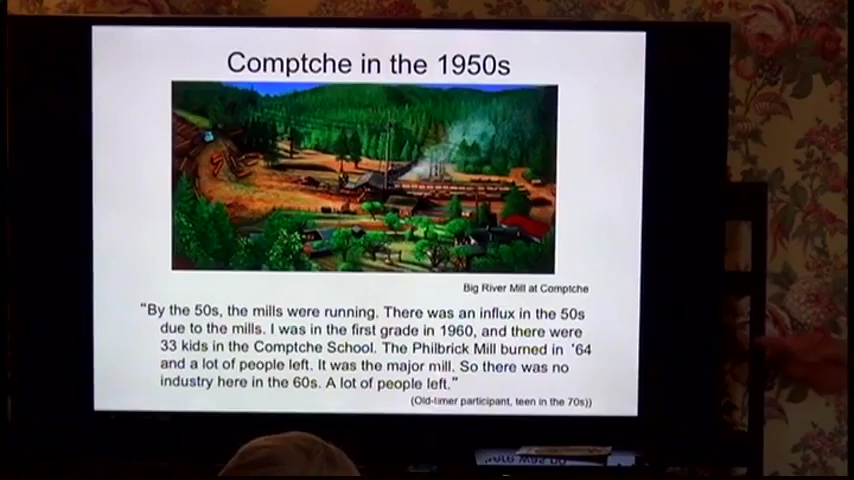 Comptche in the 1950s
Big River Mill at Comptche
"By the 50s, the mills were running. There was an influx in the 50s
due to the mills. I was in the first grade in 1960, and there were
33 kids in the Comptche School. The Philbrick Mill burned in '64
and a lot of people left. It was the major mill. So there was no
industry here in the 60s. A lot of people left."
(Old-timer participant, teen in the 70s))